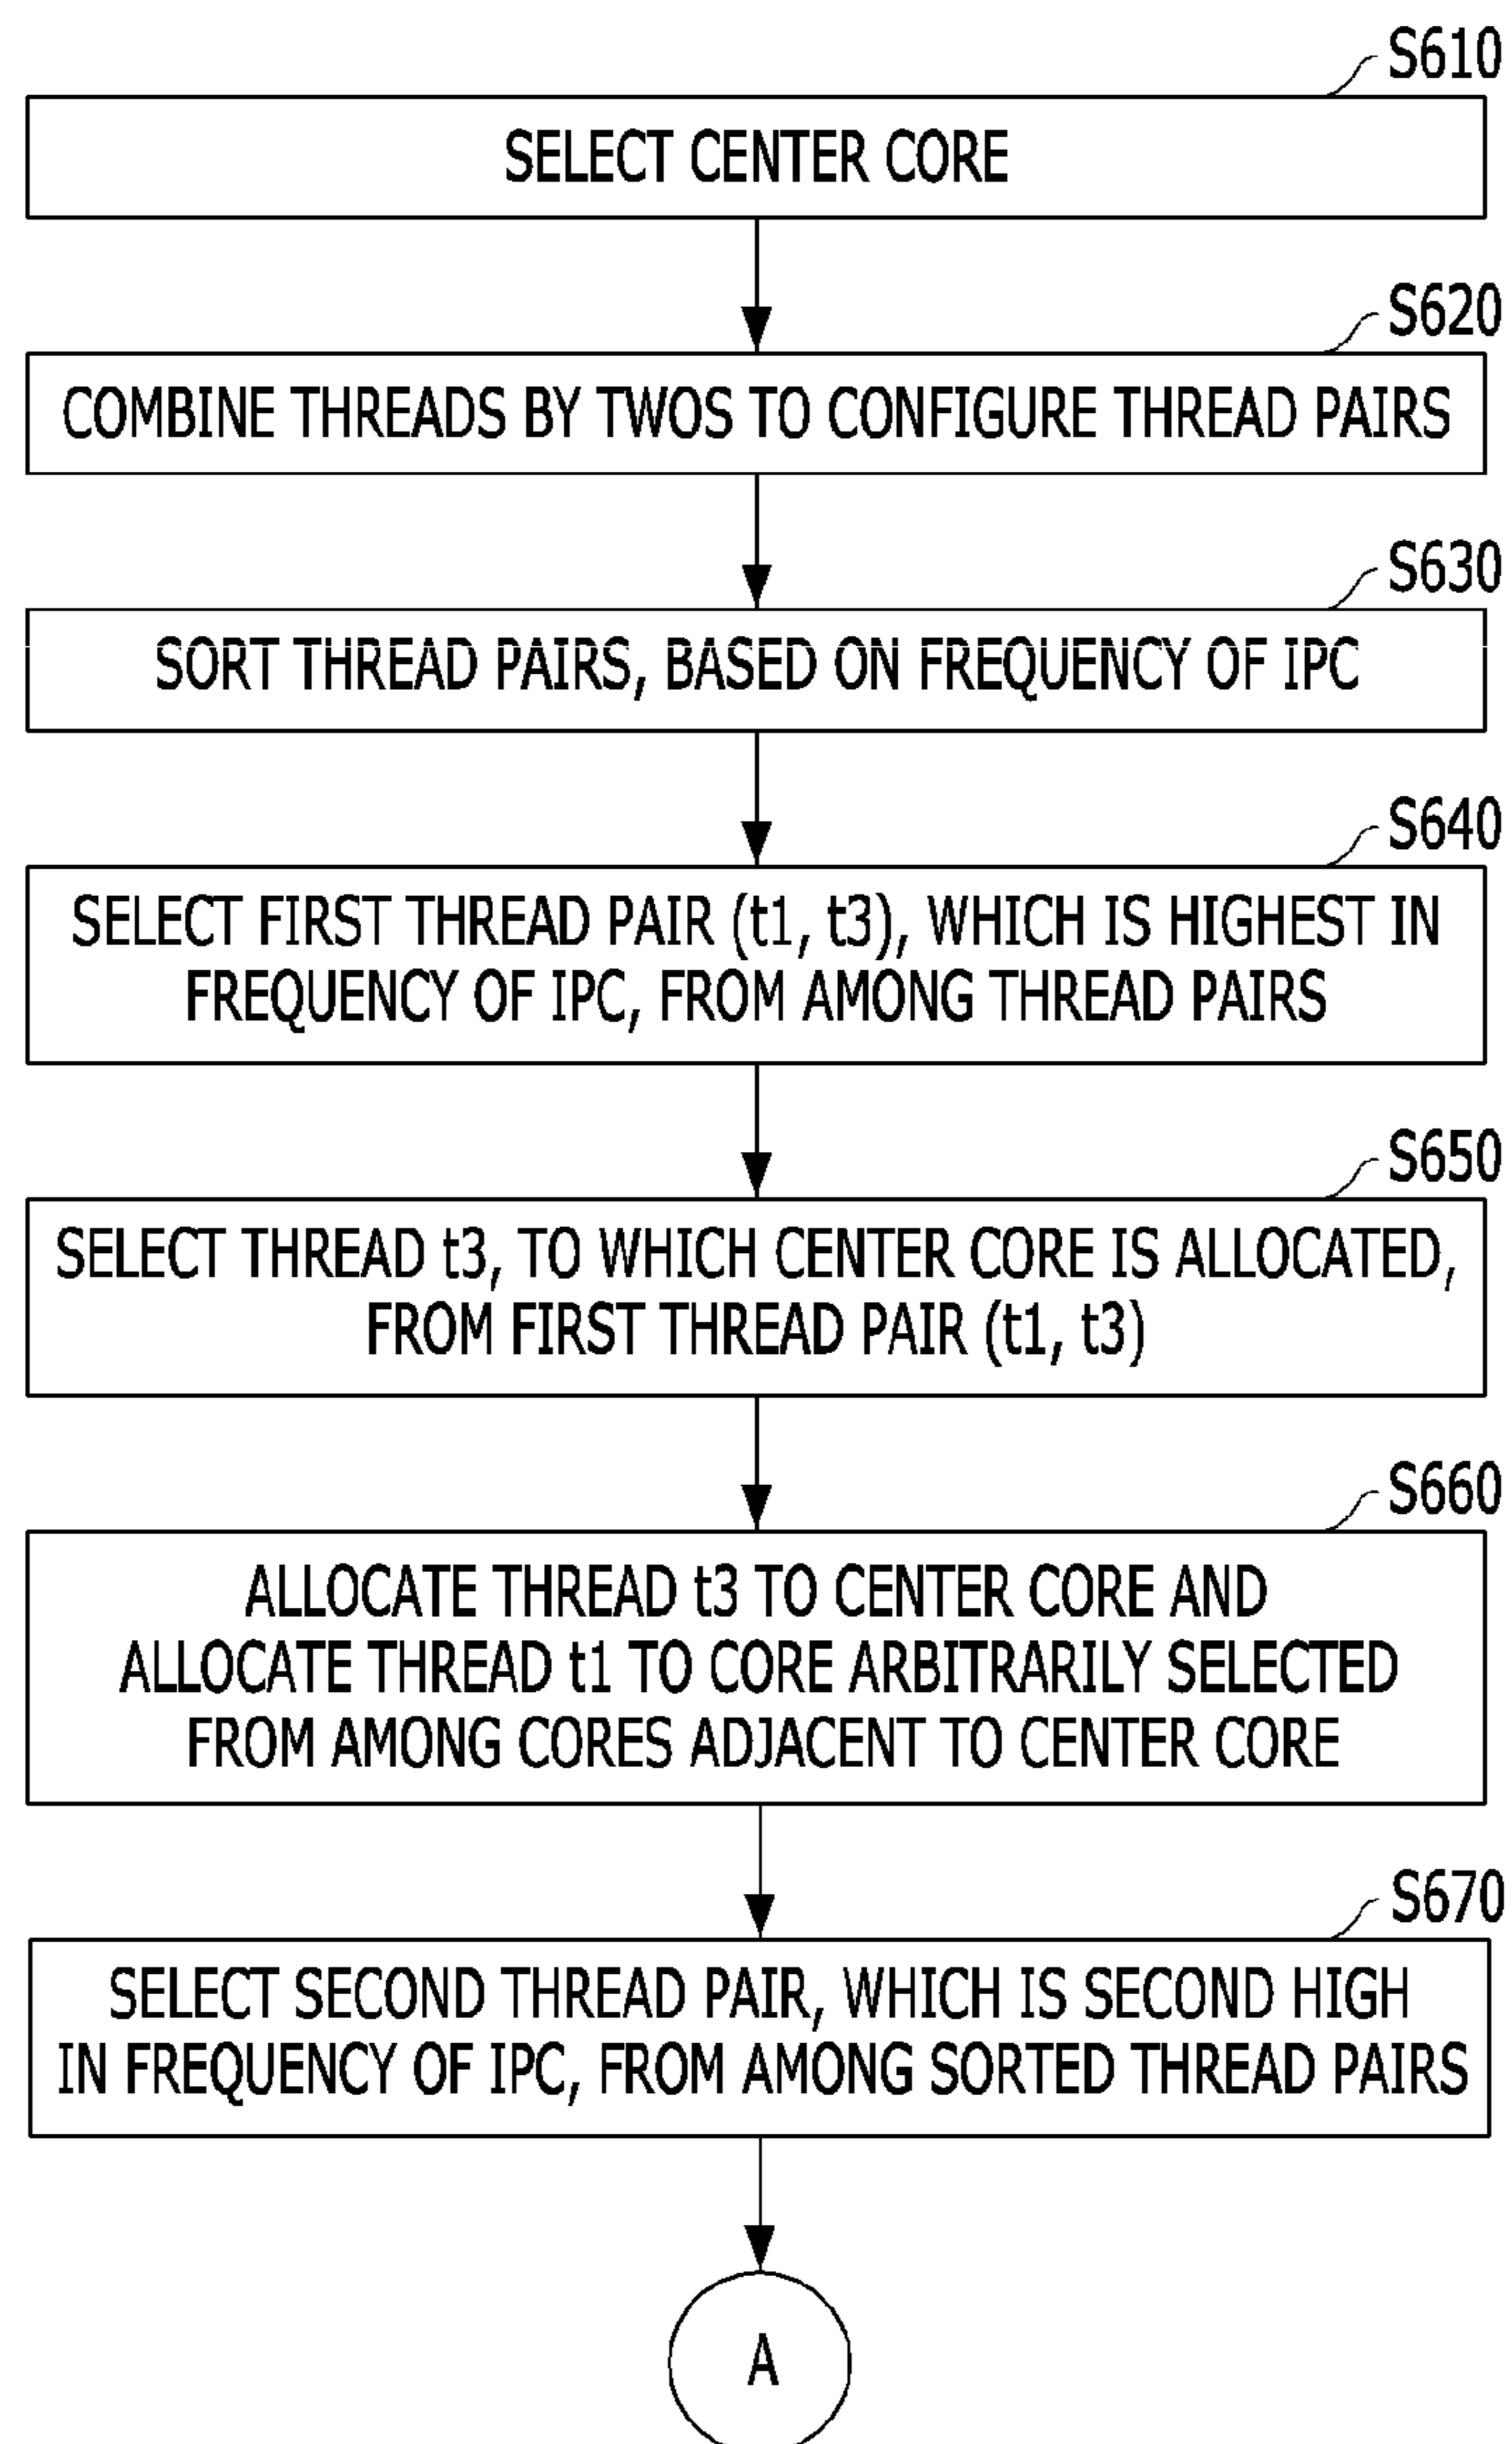 S610
SELECT CENTER CORE
S620
COMBINE THREADS BY TWOS TO CONFIGURE THREAD PAIRS
S630
SORT THREAD PAIRS, BASED ON FREQUENCY OF IPC
S640
SELECT FIRST THREAD PAIR (t1, t3), WHICH IS HIGHEST IN
FREQUENCY OF IPC, FROM AMONG THREAD PAIRS
S650
SELECT THREAD t3, TO WHICH CENTER CORE IS ALLOCATED,
FROM FIRST THREAD PAIR (t1, t3)
S660
ALLOCATE THREAD t3 TO CENTER CORE AND
ALLOCATE THREAD t1 TO CORE ARBITRARILY SELECTED
FROM AMONG CORES ADJACENT TO CENTER CORE
S670
SELECT SECOND THREAD PAIR, WHICH IS SECOND HIGH
IN FREQUENCY OF IPC, FROM AMONG SORTED THREAD PAIRS
A